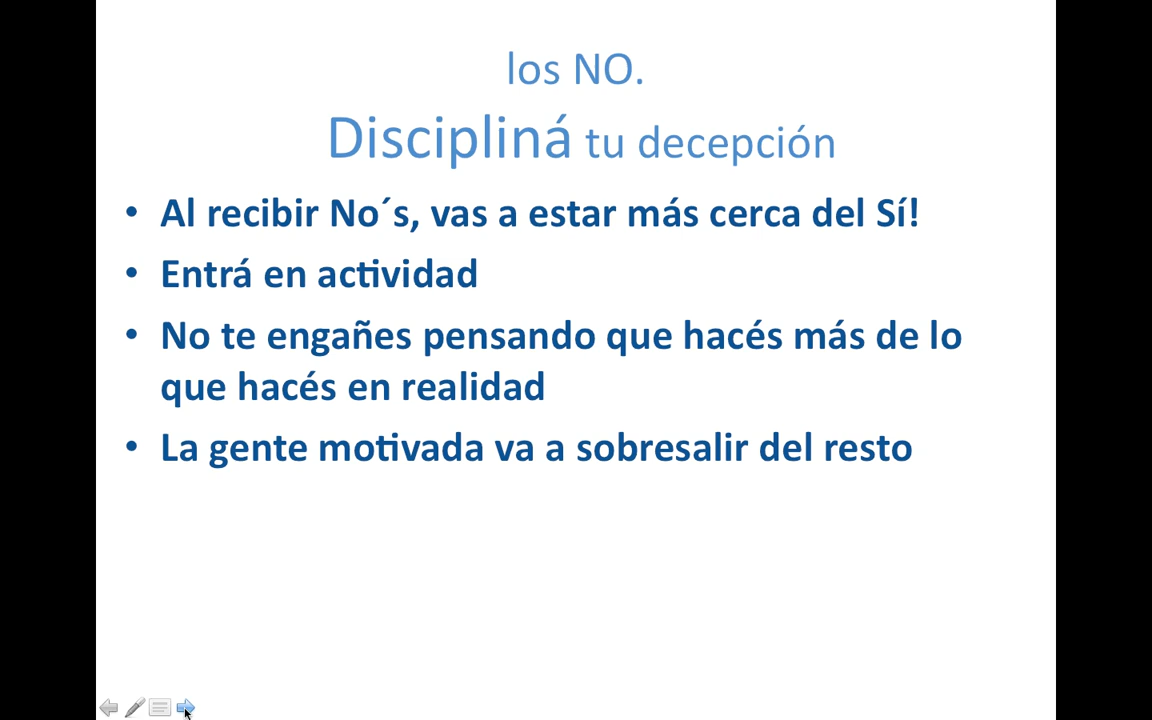 los NO.
Disciplina´ tu decepción
• Al recibir No´s, vas a estar más cerca del Sí!
• Entrá en actividad
• No te engañes pensando que hacés más de lo
que hacés en realidad
• La gente motivada va a sobresalir del resto